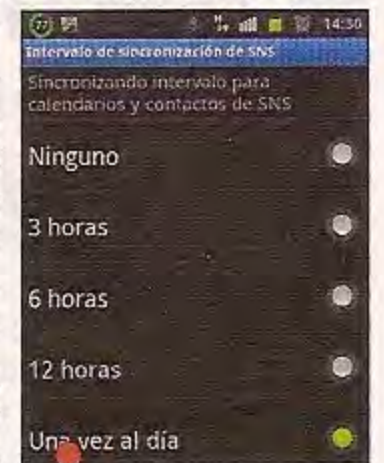 14:30
Intervalo de sincronización de SNS
Sincronizando intervalo para
calendarios y contactos de SNS
Ninguno
3 horas
6 horas
12 horas
Una vez al día